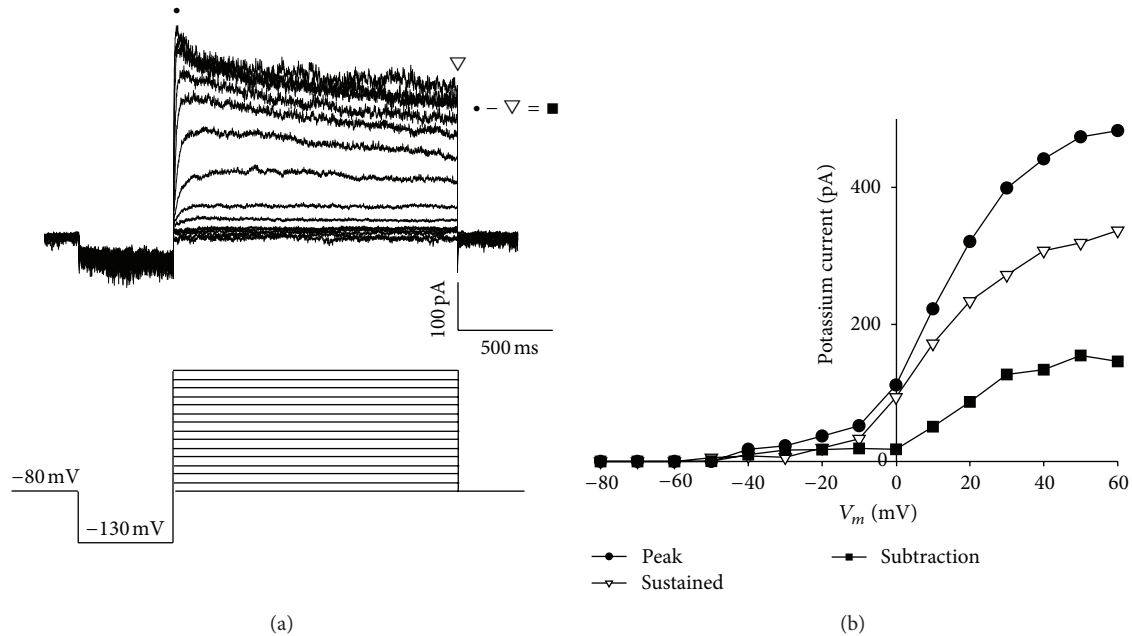 • − ▽ = ■
100 pA
500 ms
−80 mV
−130 mV
(a)
Potassium current (pA)
400
200
0
−80 −60 −40 −20 0 20 40 60
V_m (mV)
Peak
Sustained
Subtraction
(b)